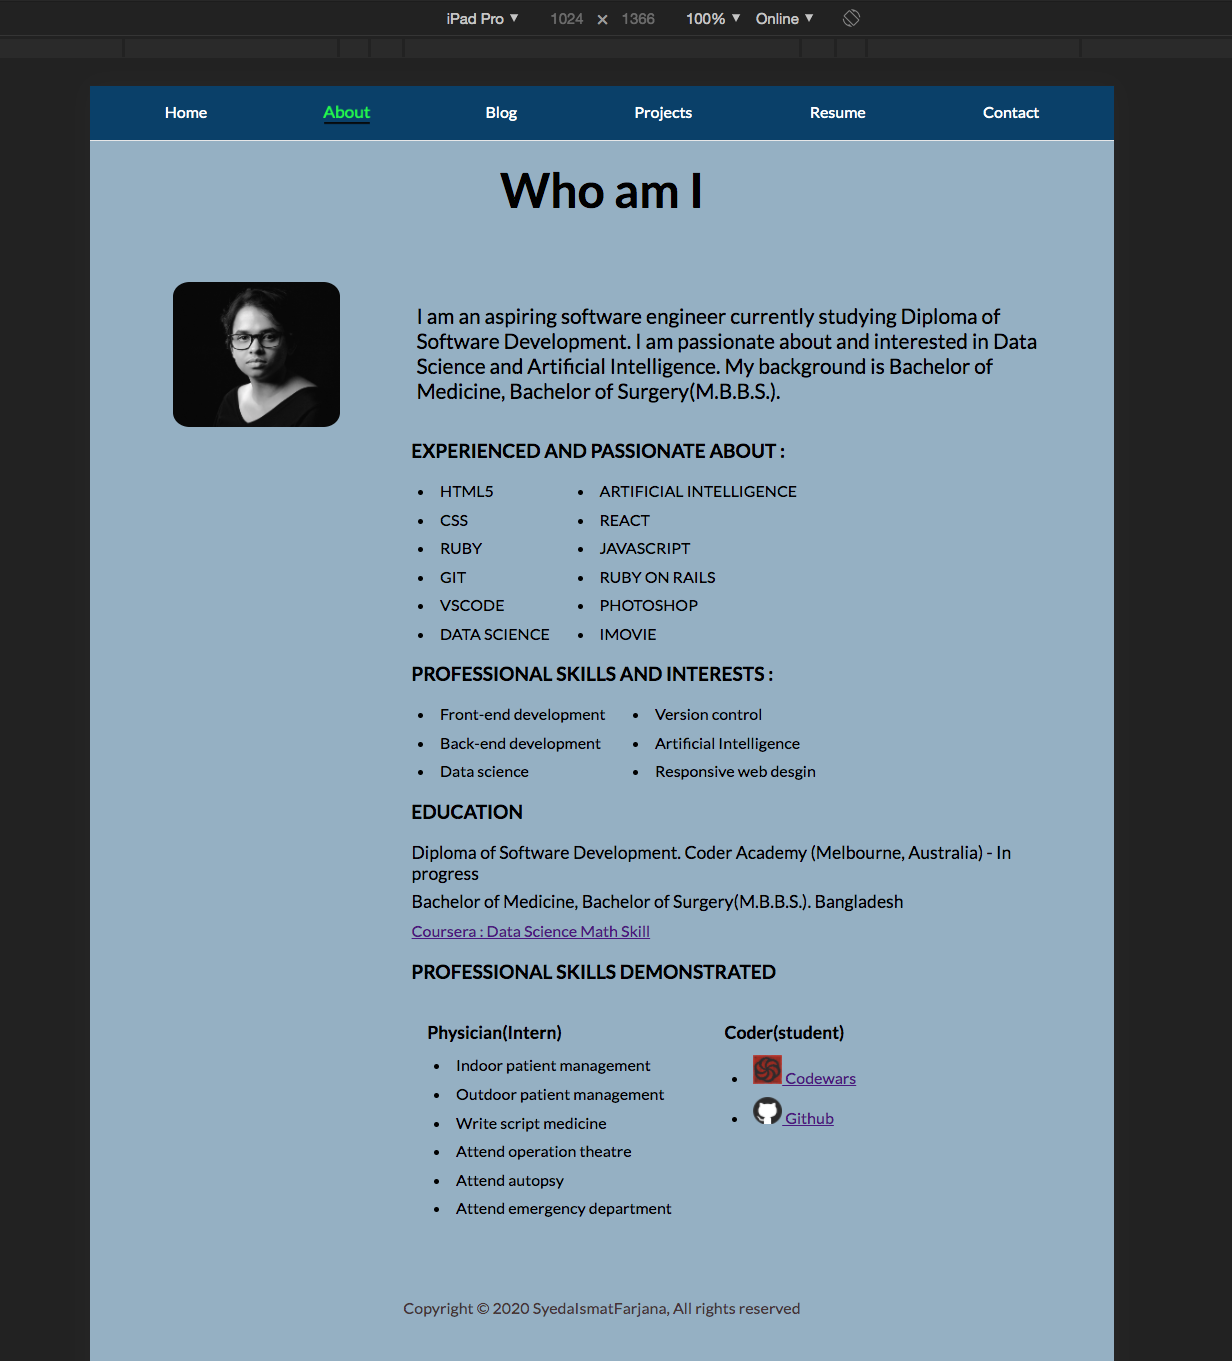 iPad Pro ▼ 1024 × 1366 100% ▼ Online ▼
Home About Blog Projects Resume Contact
Who am I
I am an aspiring software engineer currently studying Diploma of
Software Development. I am passionate about and interested in Data
Science and Artificial Intelligence. My background is Bachelor of
Medicine, Bachelor of Surgery(M.B.B.S.).
EXPERIENCED AND PASSIONATE ABOUT :
• HTML5
• CSS
• RUBY
• GIT
• VSCODE
• DATA SCIENCE
• ARTIFICIAL INTELLIGENCE
• REACT
• JAVASCRIPT
• RUBY ON RAILS
• PHOTOSHOP
• IMOVIE
PROFESSIONAL SKILLS AND INTERESTS :
• Front-end development
• Back-end development
• Data science
• Version control
• Artificial Intelligence
• Responsive web desgin
EDUCATION
Diploma of Software Development. Coder Academy (Melbourne, Australia) - In
progress
Bachelor of Medicine, Bachelor of Surgery(M.B.B.S.). Bangladesh
Coursera : Data Science Math Skill
PROFESSIONAL SKILLS DEMONSTRATED
Physician(Intern)
• Indoor patient management
• Outdoor patient management
• Write script medicine
• Attend operation theatre
• Attend autopsy
• Attend emergency department
Coder(student)
• Codewars
• Github
Copyright © 2020 SyedaIsmatFarjana, All rights reserved